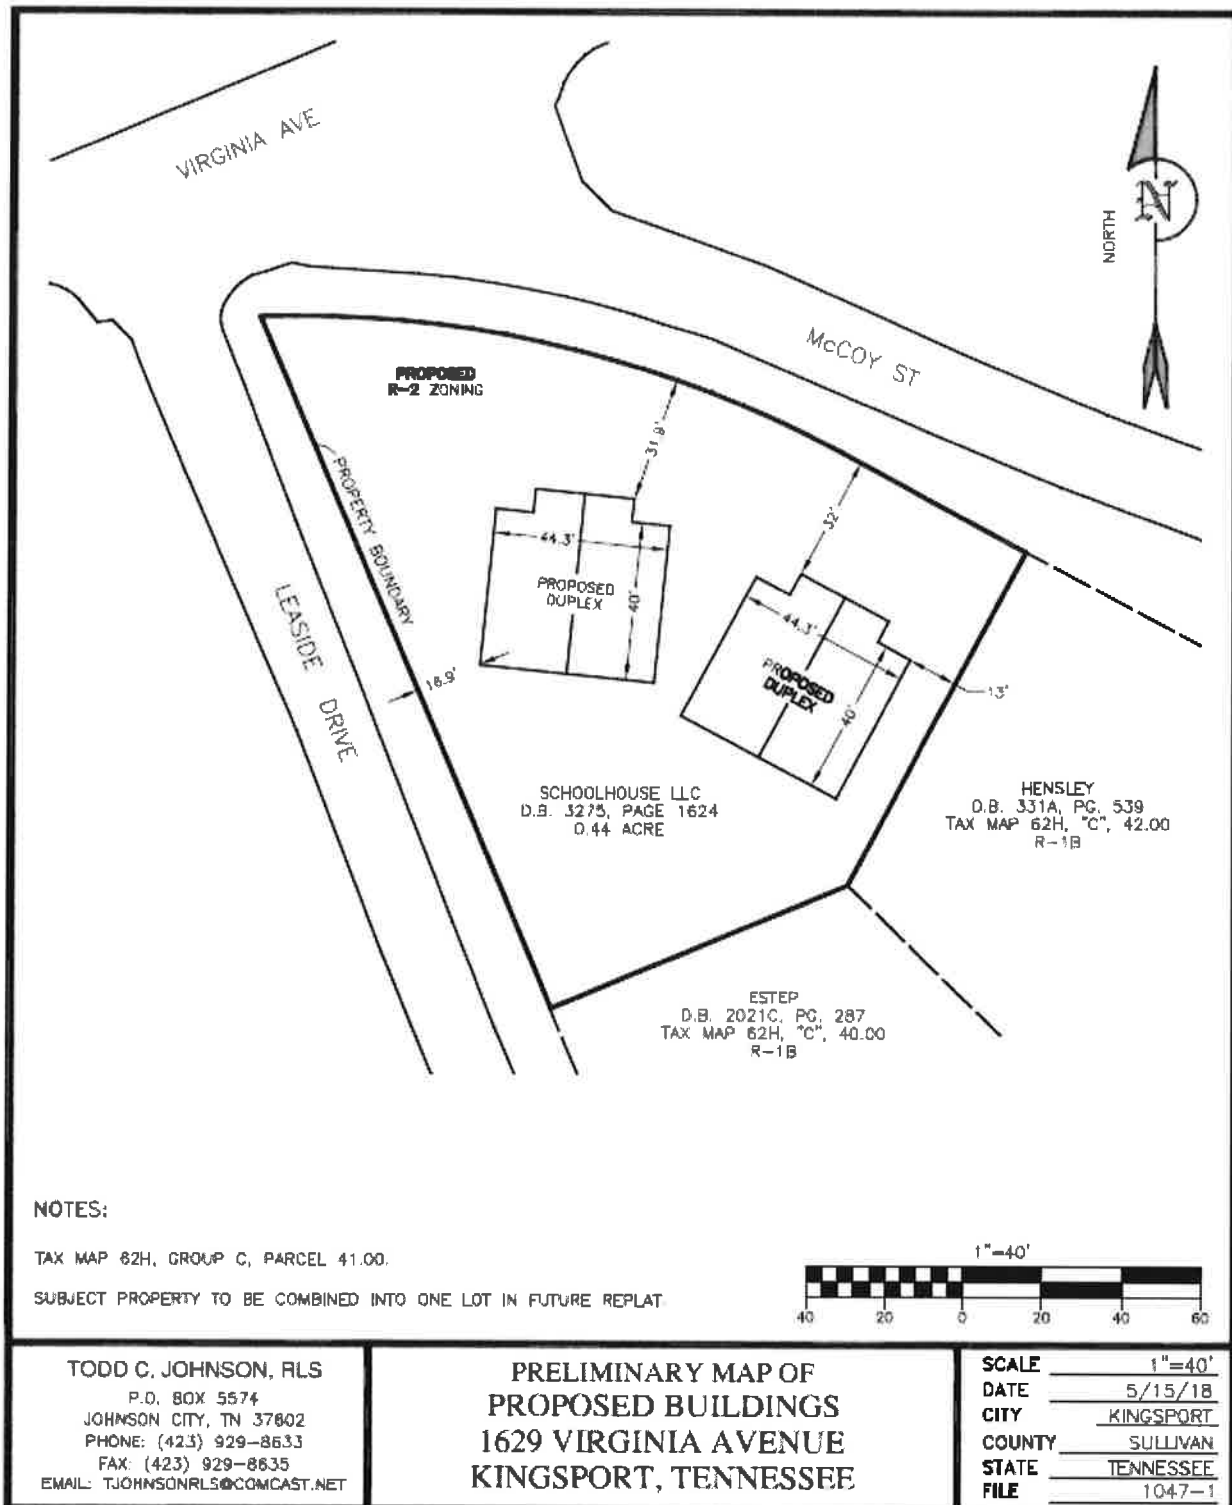 VIRGINIA AVE
NORTH
N
McCOY ST
PROPOSED
R-2 ZONING
31.9'
PROPERTY BOUNDARY
32'
44.3'
PROPOSED
DUPLEX
40'
LEASIDE DRIVE
44.3'
PROPOSED
DUPLEX
40'
13'
16.9'
SCHOOLHOUSE LLC
D.B. 3275, PAGE 1624
0.44 ACRE
HENSLEY
D.B. 331A, PG. 539
TAX MAP 62H, "C", 42.00
R-1B
ESTEP
D.B. 2021C, PG. 287
TAX MAP 62H, "C", 40.00
R-1B
NOTES:
TAX MAP 62H, GROUP C, PARCEL 41.00.
SUBJECT PROPERTY TO BE COMBINED INTO ONE LOT IN FUTURE REPLAT.
1"=40'
40 20 0 20 40 60
TODD C. JOHNSON, RLS
P.O. BOX 5574
JOHNSON CITY, TN 37602
PHONE: (423) 929-8633
FAX: (423) 929-8635
EMAIL: TJOHNSONRLS@COMCAST.NET
PRELIMINARY MAP OF
PROPOSED BUILDINGS
1629 VIRGINIA AVENUE
KINGSPORT, TENNESSEE
SCALE 1"=40'
DATE 5/15/18
CITY KINGSPORT
COUNTY SULLIVAN
STATE TENNESSEE
FILE 1047-1